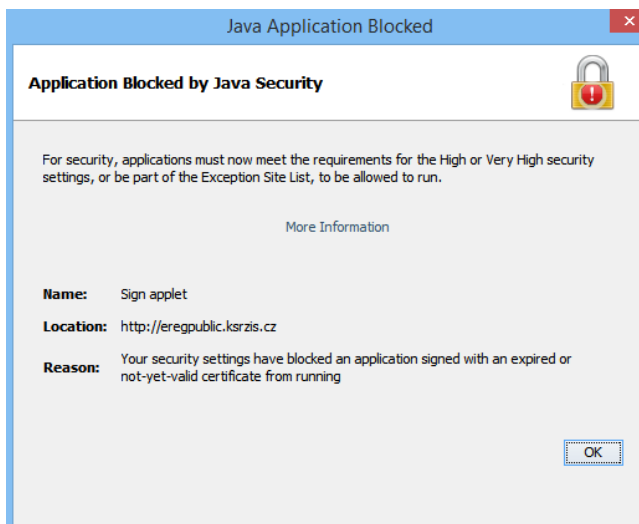 Java Application Blocked
Application Blocked by Java Security
For security, applications must now meet the requirements for the High or Very High security
settings, or be part of the Exception Site List, to be allowed to run.
More Information
Name: Sign applet
Location: http://eregpublic.ksrzis.cz
Reason: Your security settings have blocked an application signed with an expired or
not-yet-valid certificate from running
OK